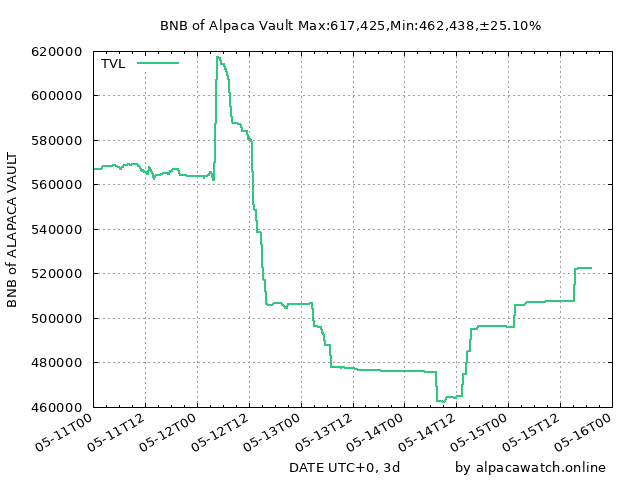 BNB of Alpaca Vault Max:617,425,Min:462,438,±25.10%
TVL
620000
600000
580000
560000
540000
520000
500000
480000
460000
BNB of ALAPACA VAULT
05-11T00
05-11T12
05-12T00
05-12T12
05-13T00
05-13T12
05-14T00
05-14T12
05-15T00
05-15T12
05-16T00
DATE UTC+0, 3d
by alpacawatch.online